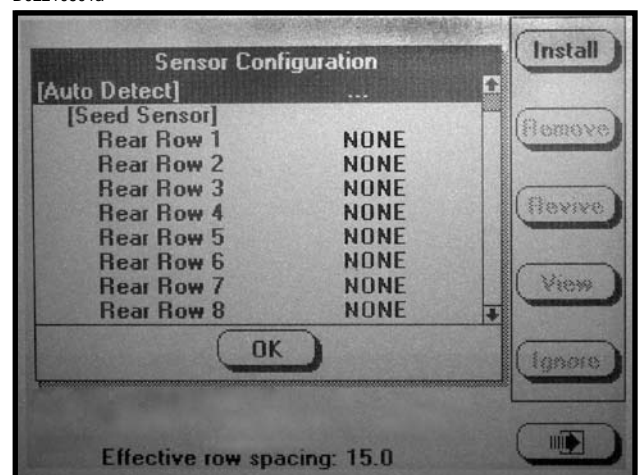 Sensor Configuration
[Auto Detect] ...
[Seed Sensor]
Rear Row 1 NONE
Rear Row 2 NONE
Rear Row 3 NONE
Rear Row 4 NONE
Rear Row 5 NONE
Rear Row 6 NONE
Rear Row 7 NONE
Rear Row 8 NONE
OK
Effective row spacing: 15.0
Install
Remove
Revive
View
Ignore